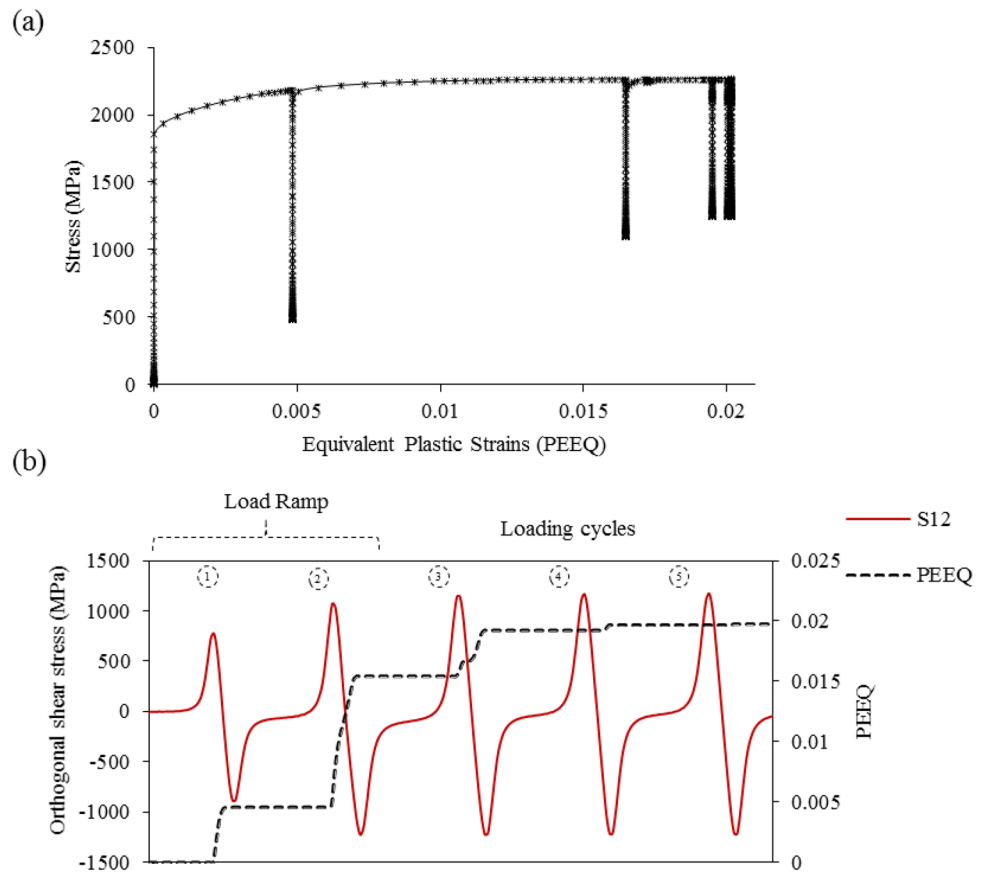 (a)
2500
2000
1500
1000
500
0
Stress (MPa)
0 0.005 0.01 0.015 0.02
Equivalent Plastic Strains (PEEQ)
(b)
Load Ramp
Loading cycles
S12
PEEQ
1 2 3 4 5
1500
1000
500
0
-500
-1000
-1500
Orthogonal shear stress (MPa)
0.025
0.02
0.015
0.01
0.005
0
PEEQ